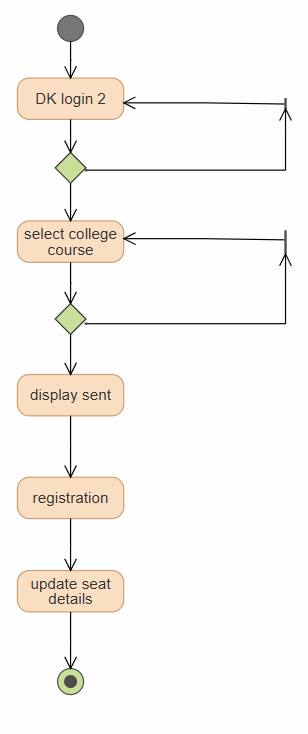 DK login 2
select college
course
display sent
registration
update seat
details